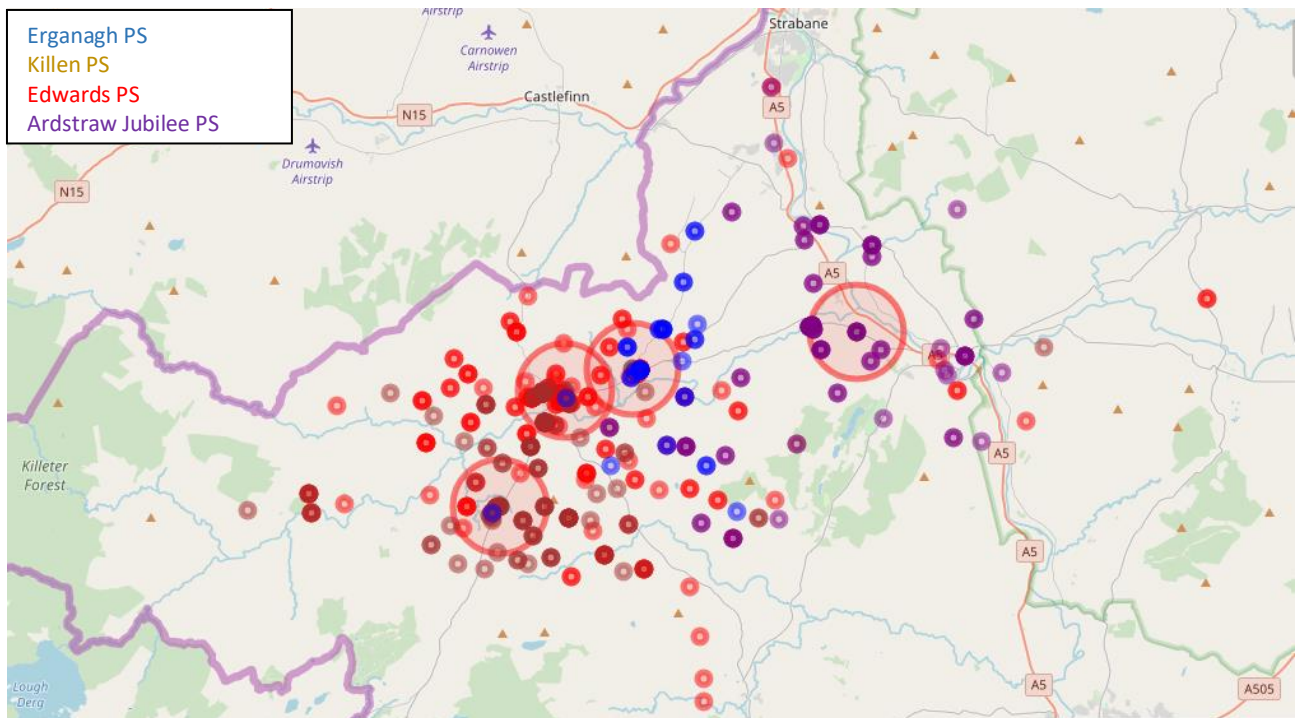 Erganagh PS
Killen PS
Edwards PS
Ardstraw Jubilee PS
Airstrip
Carnowen
Airstrip
Strabane
Castlefinn
N15
A5
Drumavish
Airstrip
N15
A5
A5
Killeter
Forest
A5
A5
Lough
Derg
A5
A505